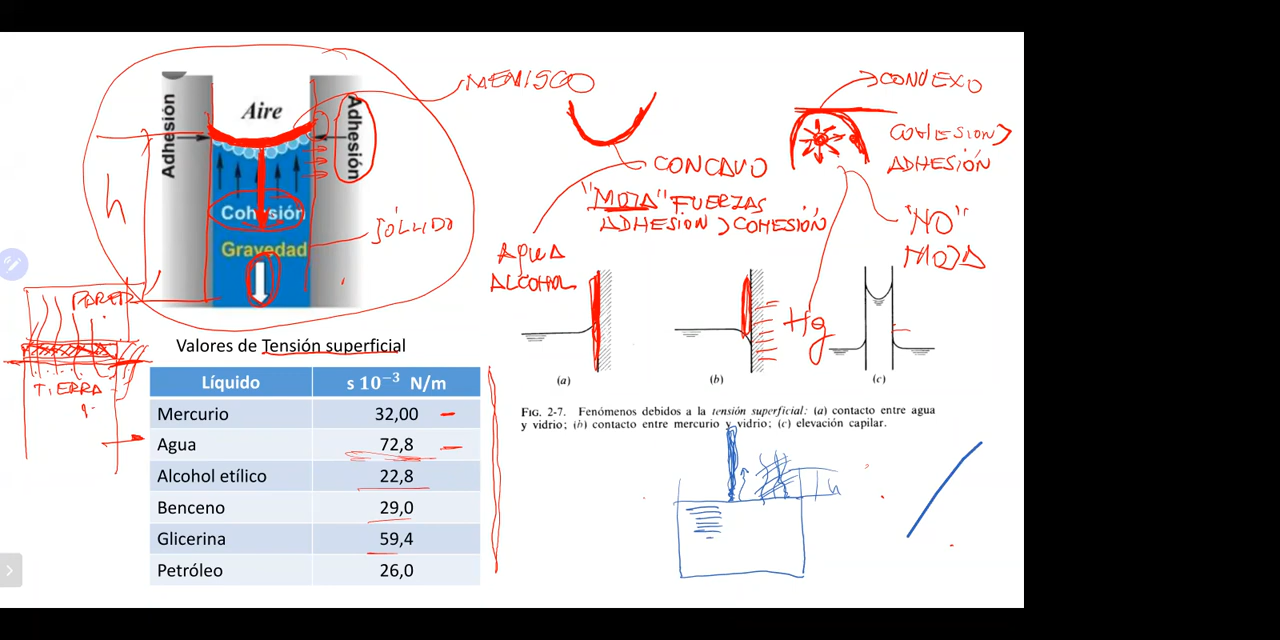 MENISCO
CONVEXO
Aire
Adhesión
Adhesión
COHESION >
ADHESIÓN
CONCAVO
"MOJA" FUERZAS
ADHESION > COHESIÓN
h
Cohesión
SÓLIDO
Gravedad
"NO"
MOJA
AGUA
ALCOHOL
PARED
Hg
TIERRA
(a)
(b)
(c)
Valores de Tensión superficial
Líquido s 10⁻³ N/m
Mercurio 32,00
Agua 72,8
Alcohol etílico 22,8
Benceno 29,0
Glicerina 59,4
Petróleo 26,0
FIG. 2-7. Fenómenos debidos a la tensión superficial: (a) contacto entre agua
y vidrio; (b) contacto entre mercurio y vidrio; (c) elevación capilar.
h